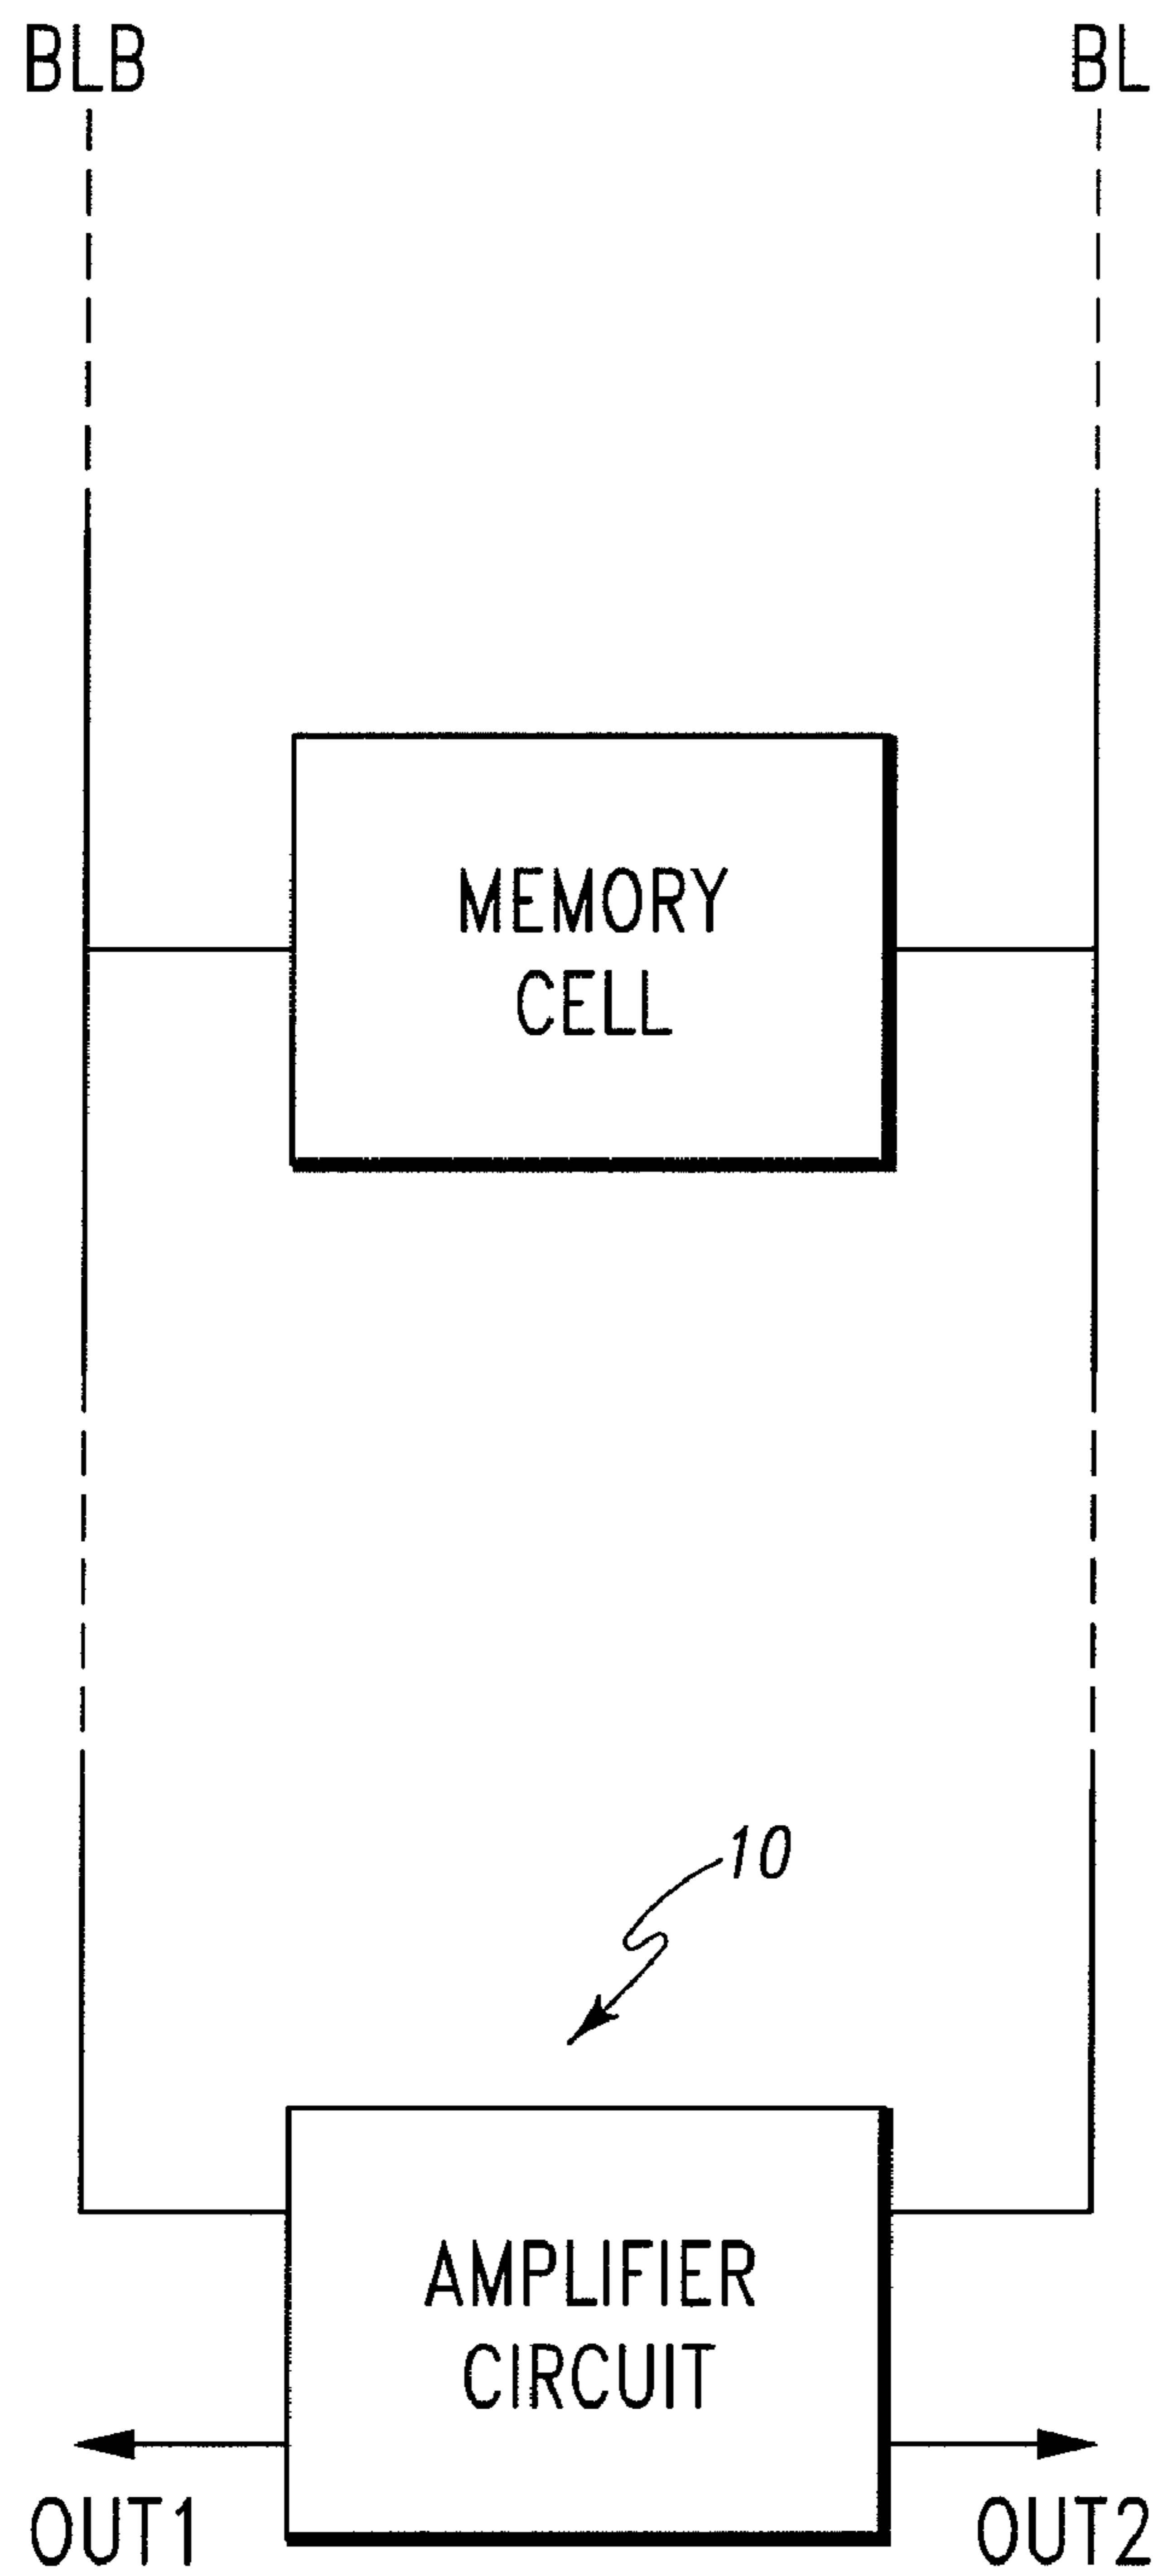 BLB
BL
MEMORY
CELL
10
AMPLIFIER
CIRCUIT
OUT1
OUT2